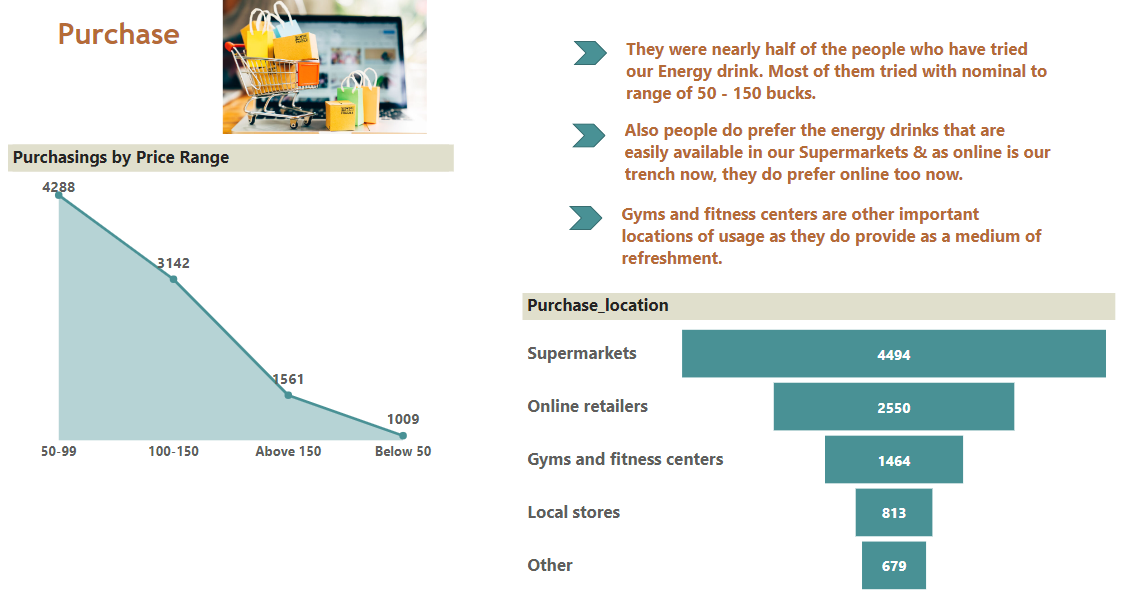 Purchase
They were nearly half of the people who have tried
our Energy drink. Most of them tried with nominal to
range of 50 - 150 bucks.
Also people do prefer the energy drinks that are
easily available in our Supermarkets & as online is our
trench now, they do prefer online too now.
Gyms and fitness centers are other important
locations of usage as they do provide as a medium of
refreshment.
Purchasings by Price Range
4288
3142
1561
1009
50-99
100-150
Above 150
Below 50
Purchase_location
Supermarkets
4494
Online retailers
2550
Gyms and fitness centers
1464
Local stores
813
Other
679